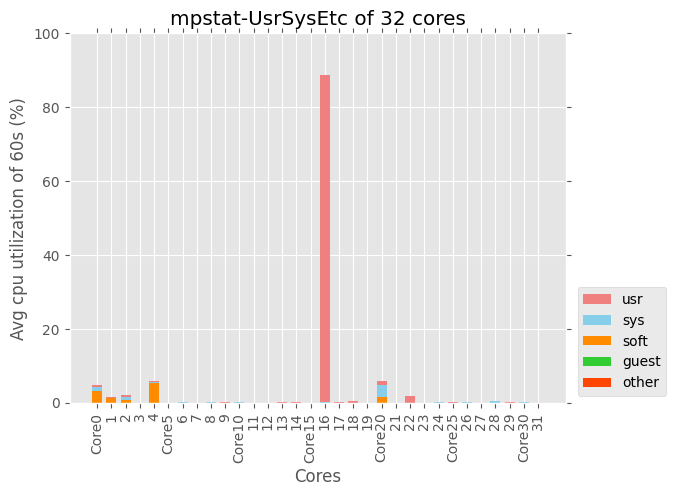 mpstat-UsrSysEtc of 32 cores
Avg cpu utilization of 60s (%)
100
80
60
40
20
0
Core0
1
2
3
4
Core5
6
7
8
9
Core10
11
12
13
14
Core15
16
17
18
19
Core20
21
22
23
24
Core25
26
27
28
29
Core30
31
Cores
usr
sys
soft
guest
other